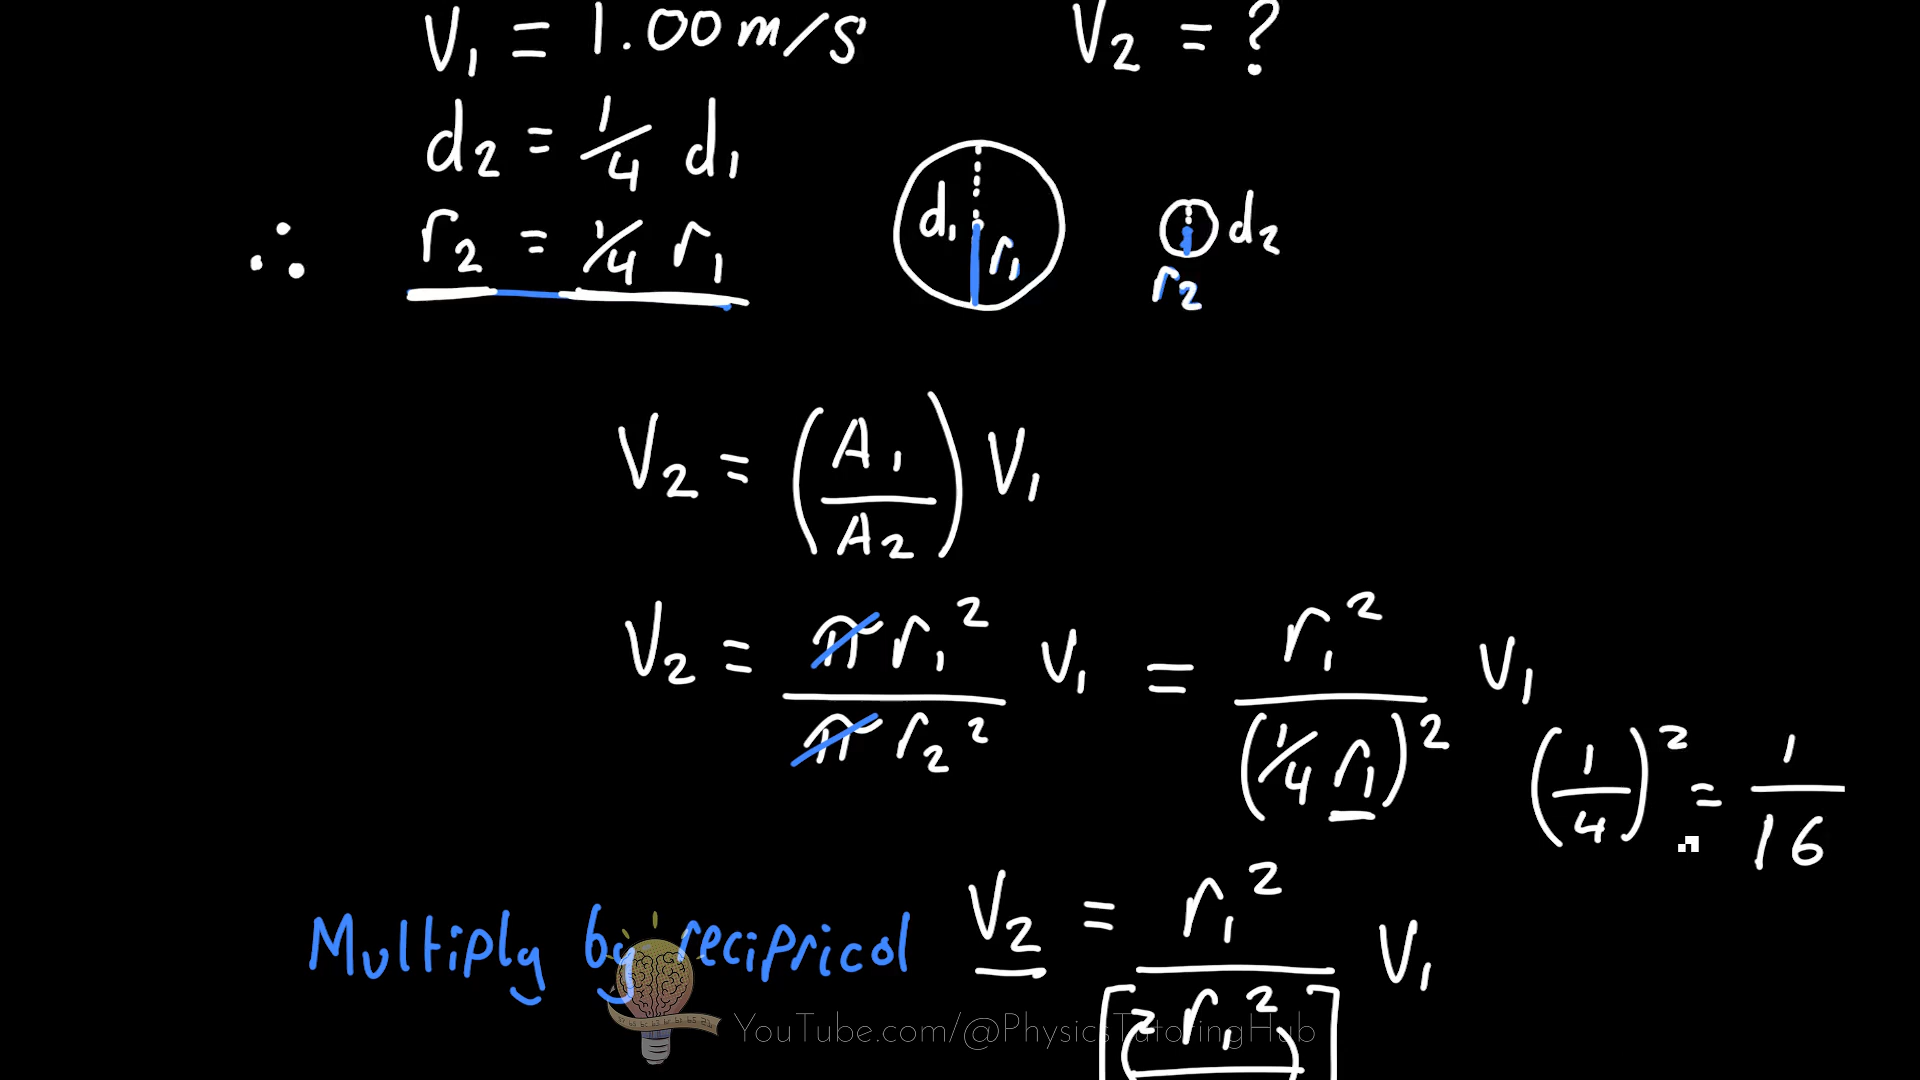 V₁ = 1.00 m/s V₂ = ?
d₂ = 1/4 d₁
∴ r₂ = 1/4 r₁
d₁ r₁ d₂
r₂
V₂ = (A₁/A₂) V₁
V₂ = πr₁²/πr₂² V₁ = r₁²/(1/4 r₁)² V₁
(1/4)² = 1/16
Multiply by recipricol V₂ = r₁²/[(² r₁²)] V₁
YouTube.com/@PhysicsTutoringHub